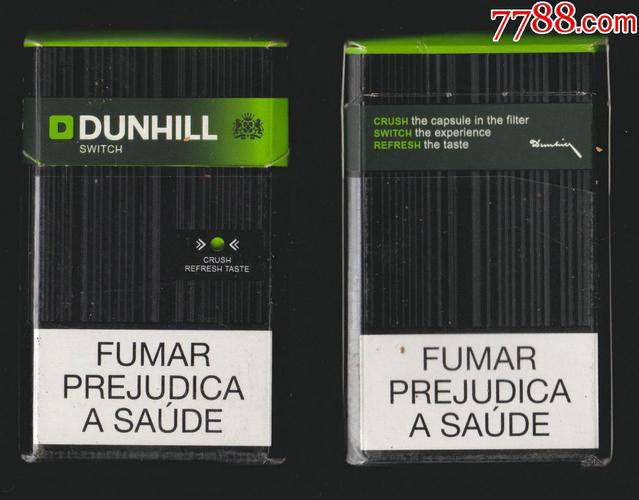 7788.com
DUNHILL
SWITCH
CRUSH
REFRESH TASTE
FUMAR
PREJUDICA
A SAÚDE
CRUSH the capsule in the filter
SWITCH the experience
REFRESH the taste
Dunhill
FUMAR
PREJUDICA
A SAÚDE